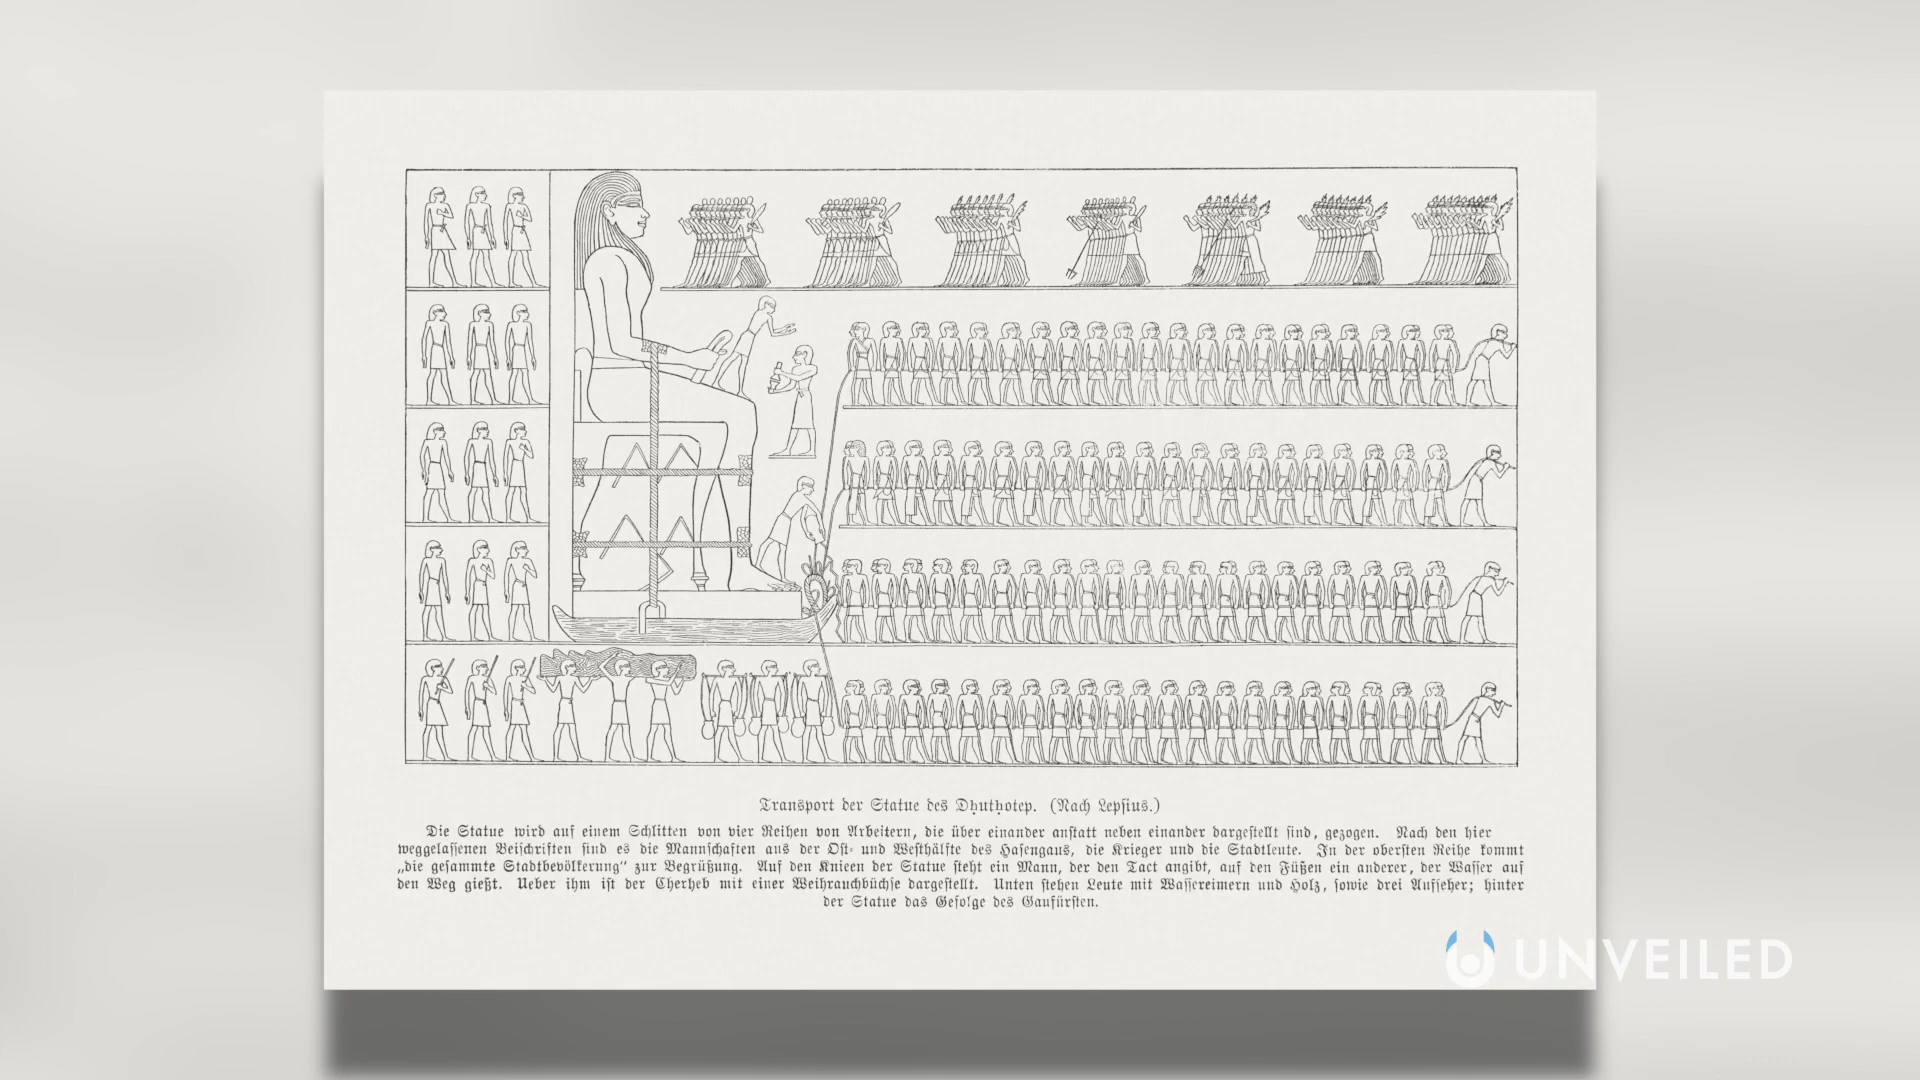 Transport der Statue des Dḥutḥotep. (Nach Lepsius.)
Die Statue wird auf einem Schlitten von vier Reihen von Arbeitern, die über einander anstatt neben einander dargestellt sind, gezogen. Nach den hier
weggelassenen Beischriften sind es die Mannschaften aus der Ost- und Westhälfte des Hasengaus, die Krieger und die Stadtleute. In der obersten Reihe kommt
„die gesammte Stadtbevölkerung“ zur Begrüßung. Auf den Knieen der Statue steht ein Mann, der den Tact angibt, auf den Füßen ein anderer, der Wasser auf
den Weg gießt. Ueber ihm ist der Cherheb mit einer Weihrauchbüchse dargestellt. Unten stehen Leute mit Wassereimern und Holz, sowie drei Aufseher; hinter
der Statue das Gefolge des Gaufürsten.
UNVEILED